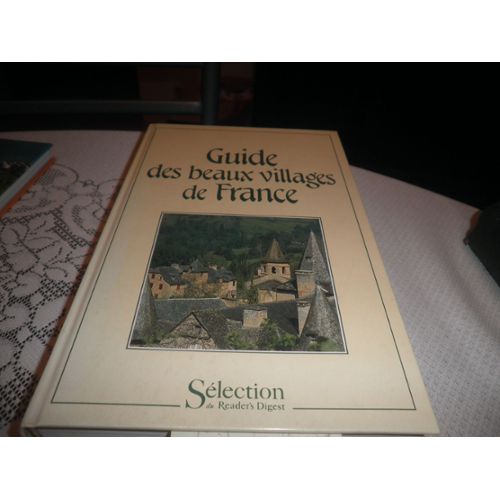 Guide
des beaux villages
de France
Sélection
du Reader's Digest